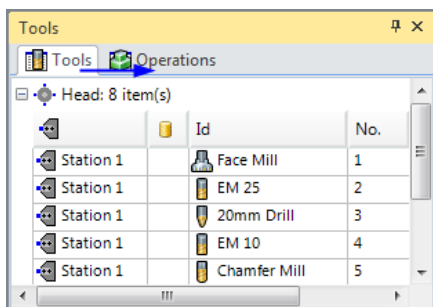 Tools
Tools Operations
Head: 8 item(s)
Id No.
Station 1 Face Mill 1
Station 1 EM 25 2
Station 1 20mm Drill 3
Station 1 EM 10 4
Station 1 Chamfer Mill 5